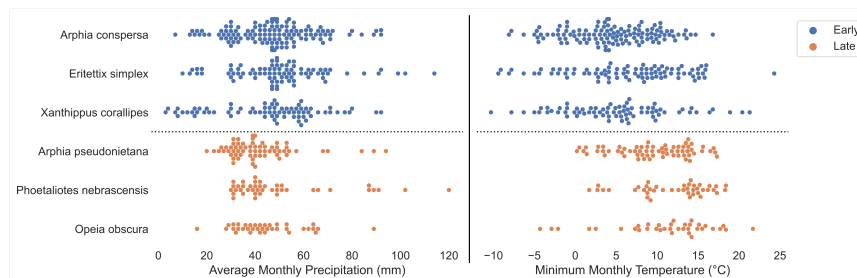 Arphia conspersa
Eritettix simplex
Xanthippus corallipes
Arphia pseudonietana
Phoetaliotes nebrascensis
Opeia obscura
Early
Late
0 20 40 60 80 100 120
−10 −5 0 5 10 15 20 25
Average Monthly Precipitation (mm)
Minimum Monthly Temperature (°C)